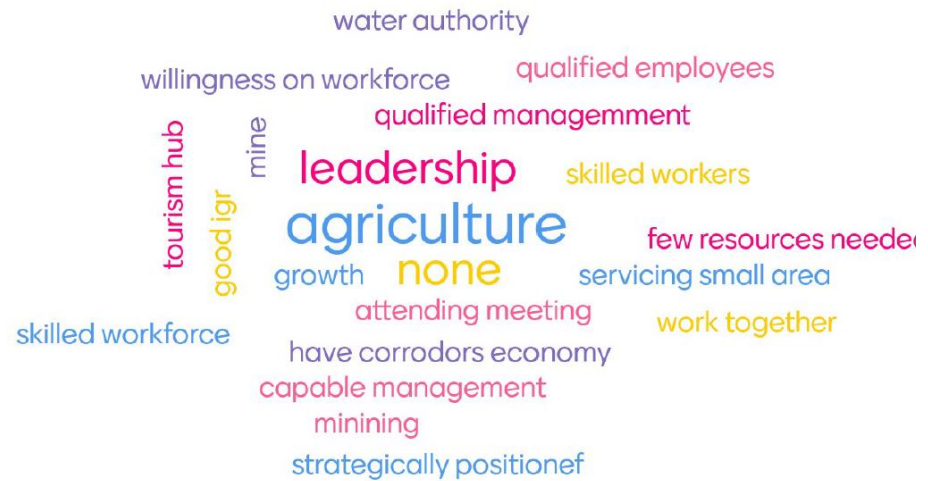 water authority
qualified employees
willingness on workforce
qualified managemment
tourism hub
mine
leadership
skilled workers
good igr
agriculture
few resources neede
growth
none
servicing small area
attending meeting
work together
skilled workforce
have corrodors economy
capable management
minining
strategically positionef